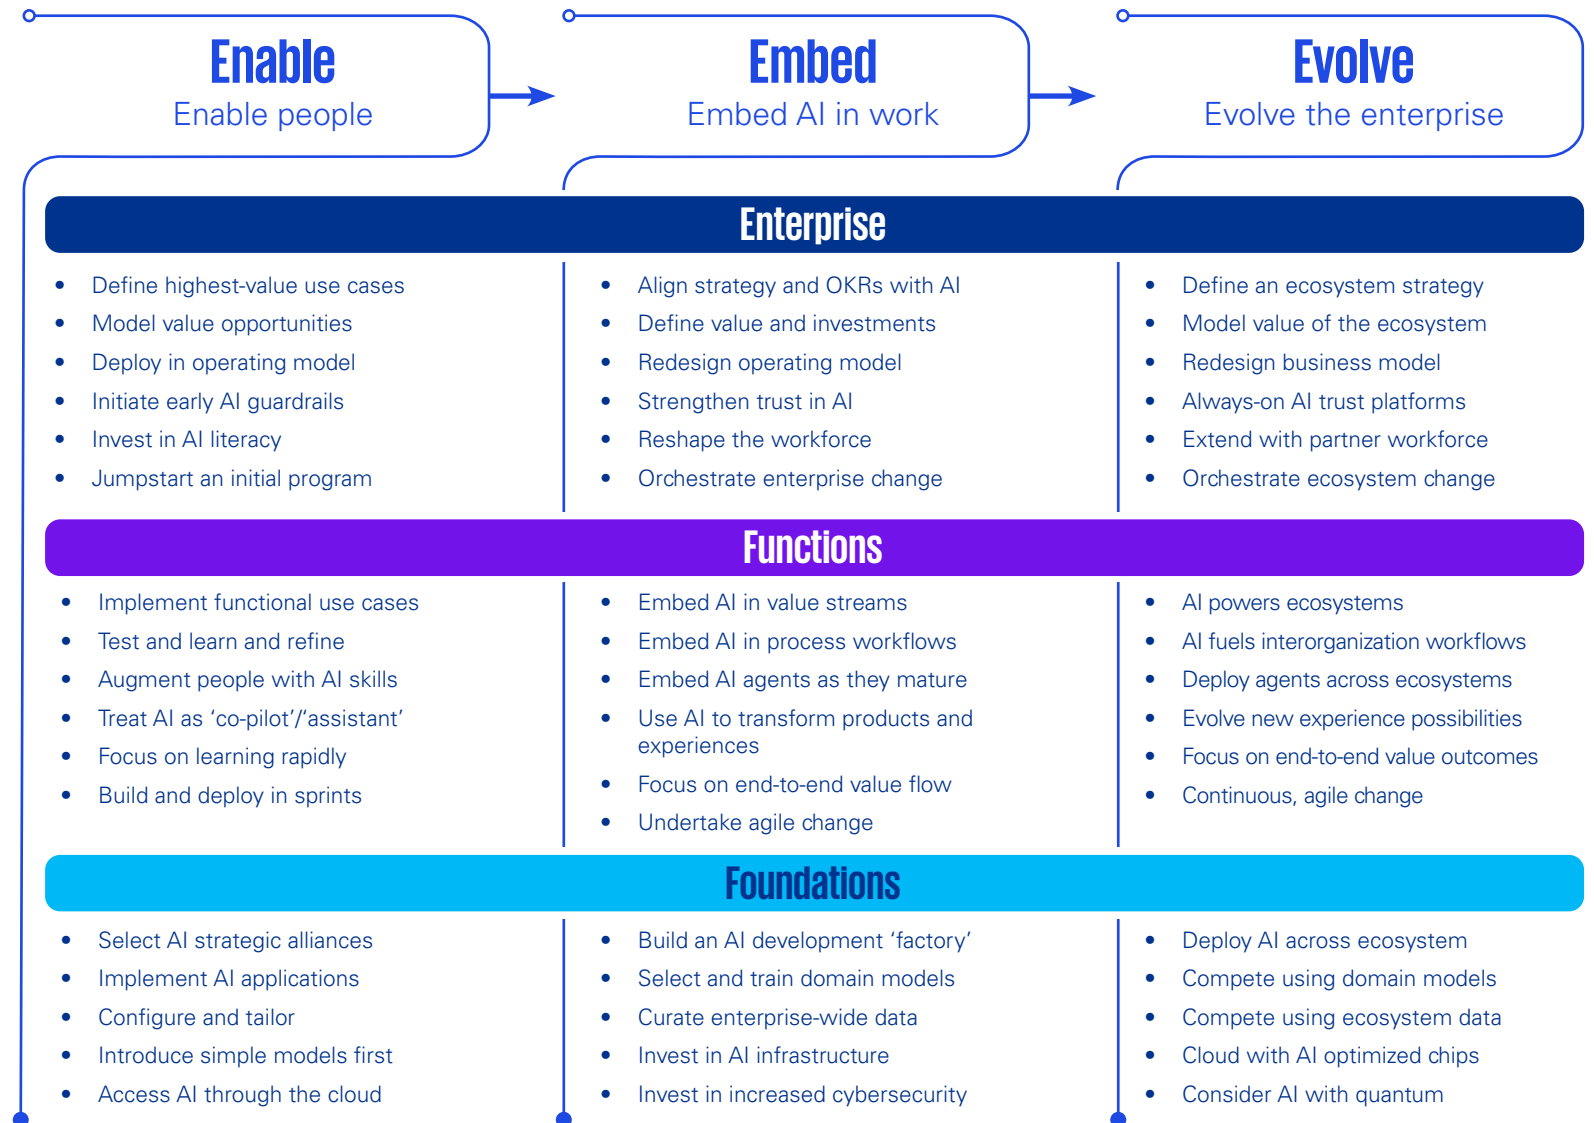 Enable
Enable people
Embed
Embed AI in work
Evolve
Evolve the enterprise
Enterprise
• Define highest-value use cases
• Model value opportunities
• Deploy in operating model
• Initiate early AI guardrails
• Invest in AI literacy
• Jumpstart an initial program
• Align strategy and OKRs with AI
• Define value and investments
• Redesign operating model
• Strengthen trust in AI
• Reshape the workforce
• Orchestrate enterprise change
• Define an ecosystem strategy
• Model value of the ecosystem
• Redesign business model
• Always-on AI trust platforms
• Extend with partner workforce
• Orchestrate ecosystem change
Functions
• Implement functional use cases
• Test and learn and refine
• Augment people with AI skills
• Treat AI as ‘co-pilot’/‘assistant’
• Focus on learning rapidly
• Build and deploy in sprints
• Embed AI in value streams
• Embed AI in process workflows
• Embed AI agents as they mature
• Use AI to transform products and
experiences
• Focus on end-to-end value flow
• Undertake agile change
• AI powers ecosystems
• AI fuels interorganization workflows
• Deploy agents across ecosystems
• Evolve new experience possibilities
• Focus on end-to-end value outcomes
• Continuous, agile change
Foundations
• Select AI strategic alliances
• Implement AI applications
• Configure and tailor
• Introduce simple models first
• Access AI through the cloud
• Build an AI development ‘factory’
• Select and train domain models
• Curate enterprise-wide data
• Invest in AI infrastructure
• Invest in increased cybersecurity
• Deploy AI across ecosystem
• Compete using domain models
• Compete using ecosystem data
• Cloud with AI optimized chips
• Consider AI with quantum